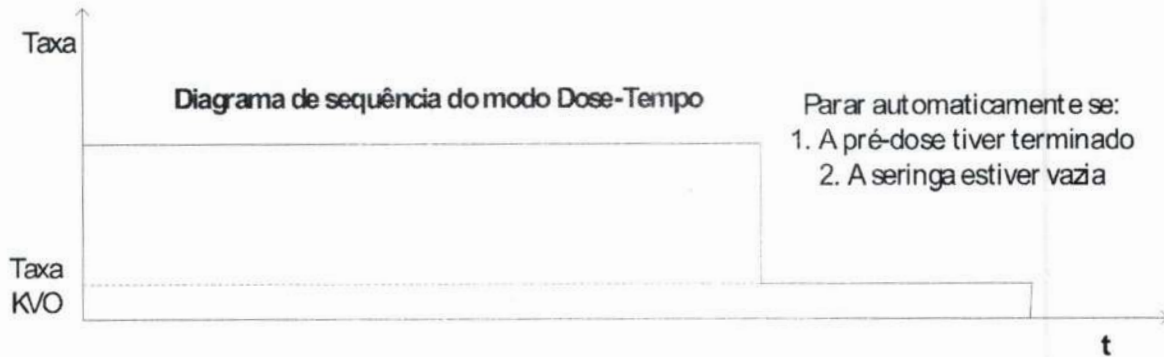 Taxa
Diagrama de sequência do modo Dose-Tempo
Parar automaticamente se:
1. A pré-dose tiver terminado
2. A seringa estiver vazia
Taxa
KVO
t